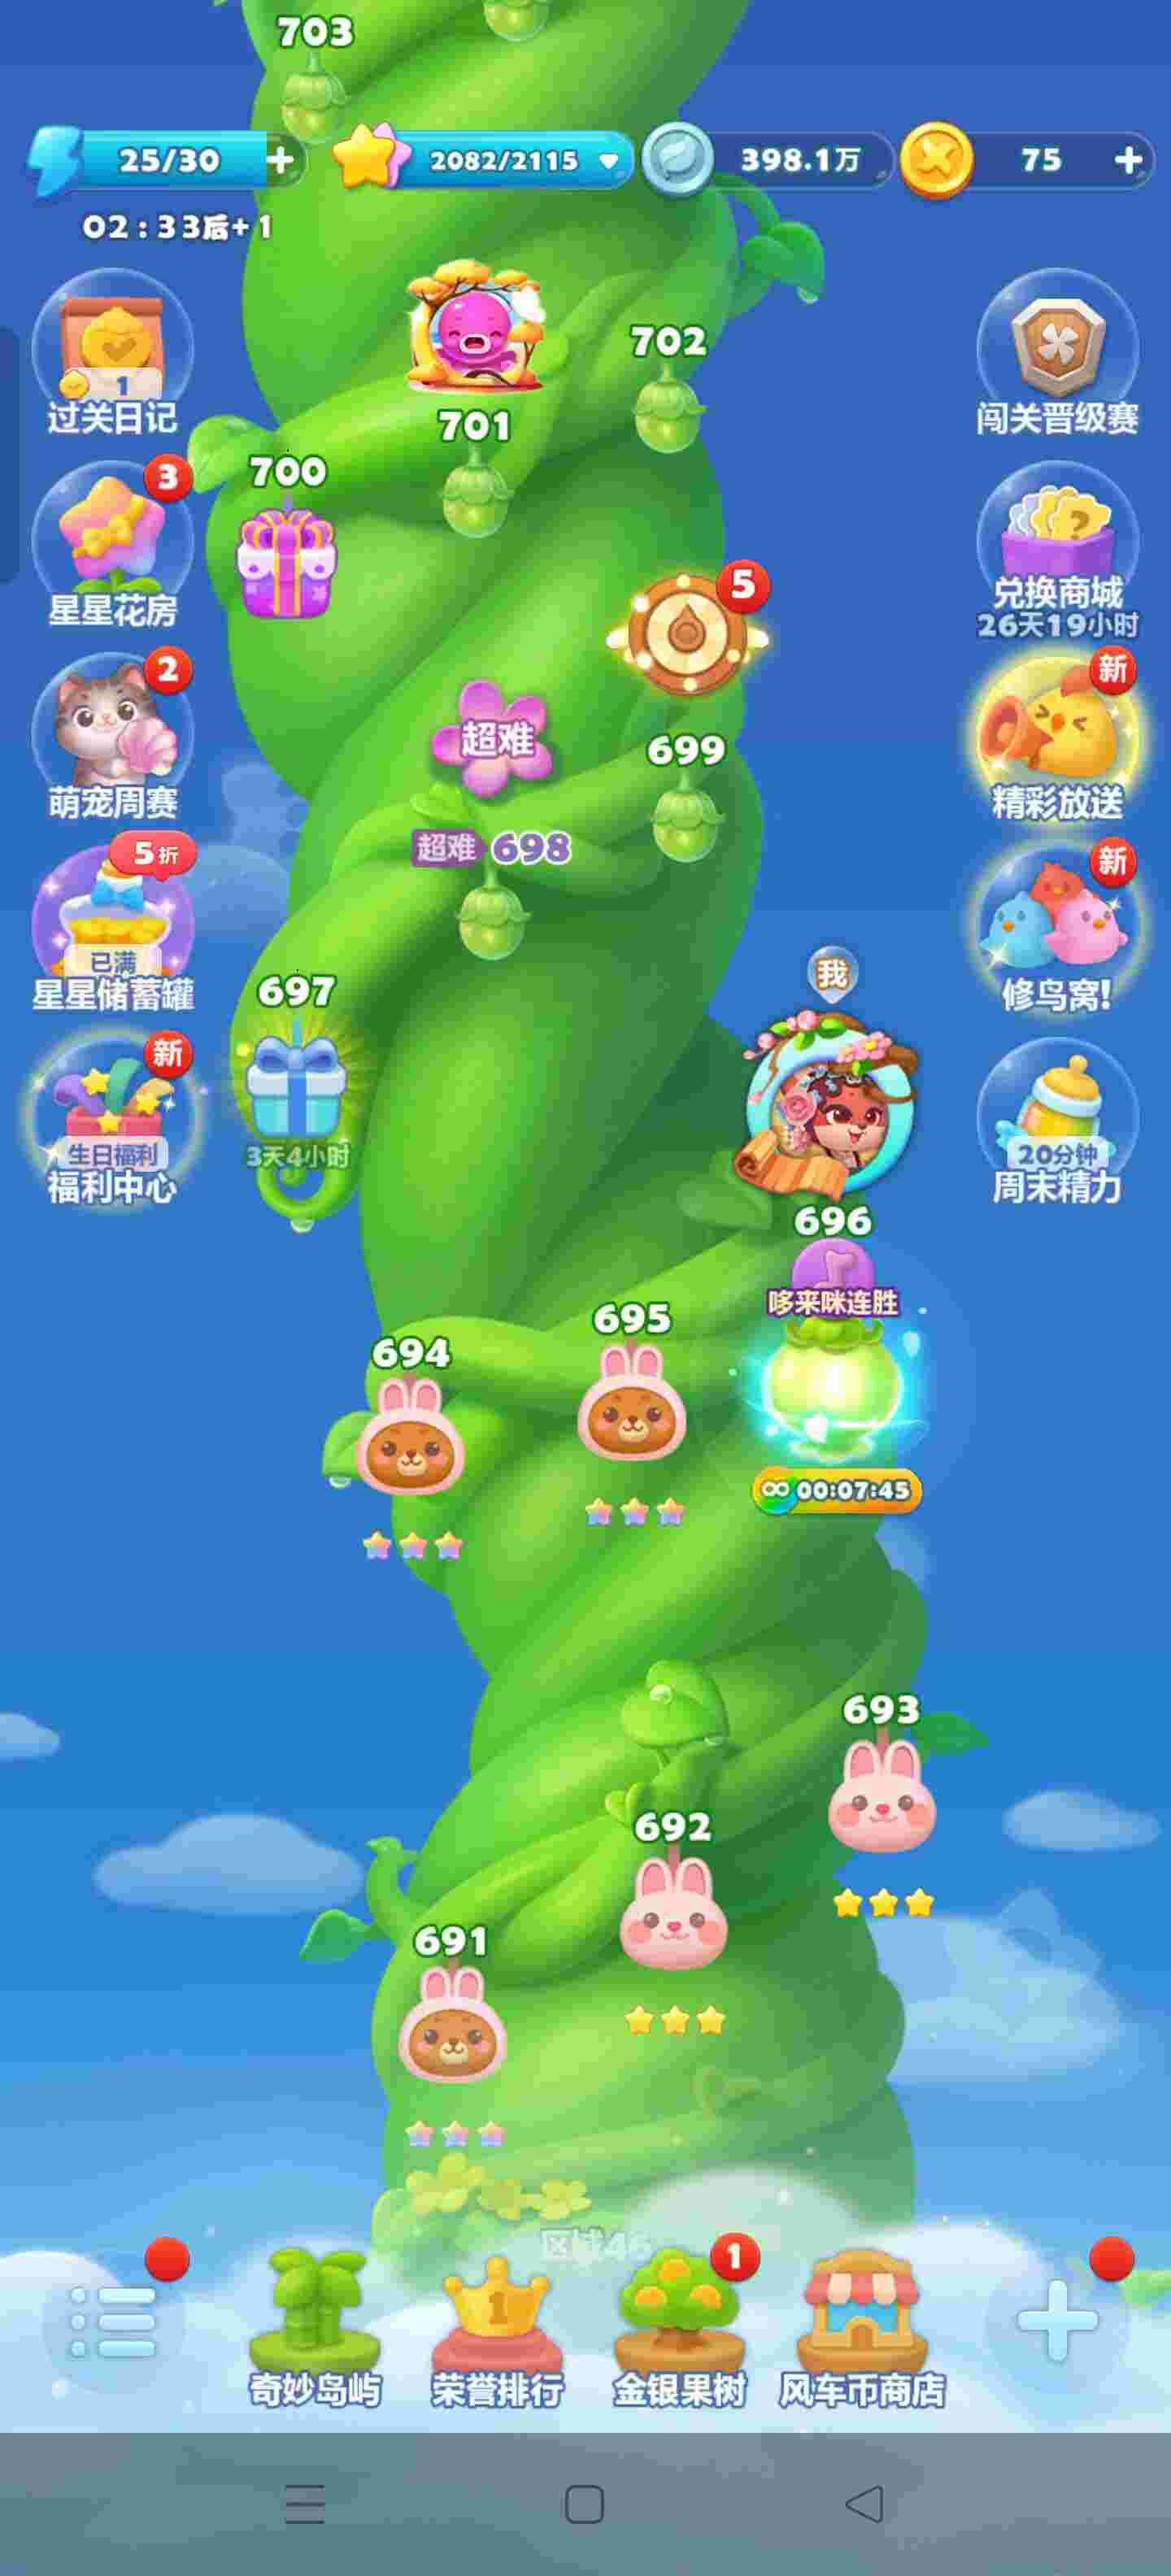 703
25/30
2082/2115
398.1万
75
02:33后+1
1
过关日记
702
闯关晋级赛
701
700
3
星星花房
5
兑换商城
26天19小时
2
萌宠周赛
超难
699
新
精彩放送
5折
已满
星星储蓄罐
超难 698
新
修鸟窝!
697
3天4小时
我
新
生日福利
福利中心
20分钟
周末精力
696
哆来咪连胜
695
694
00:07:45
693
692
691
区域46
1
1
奇妙岛屿
荣誉排行
金银果树
风车币商店